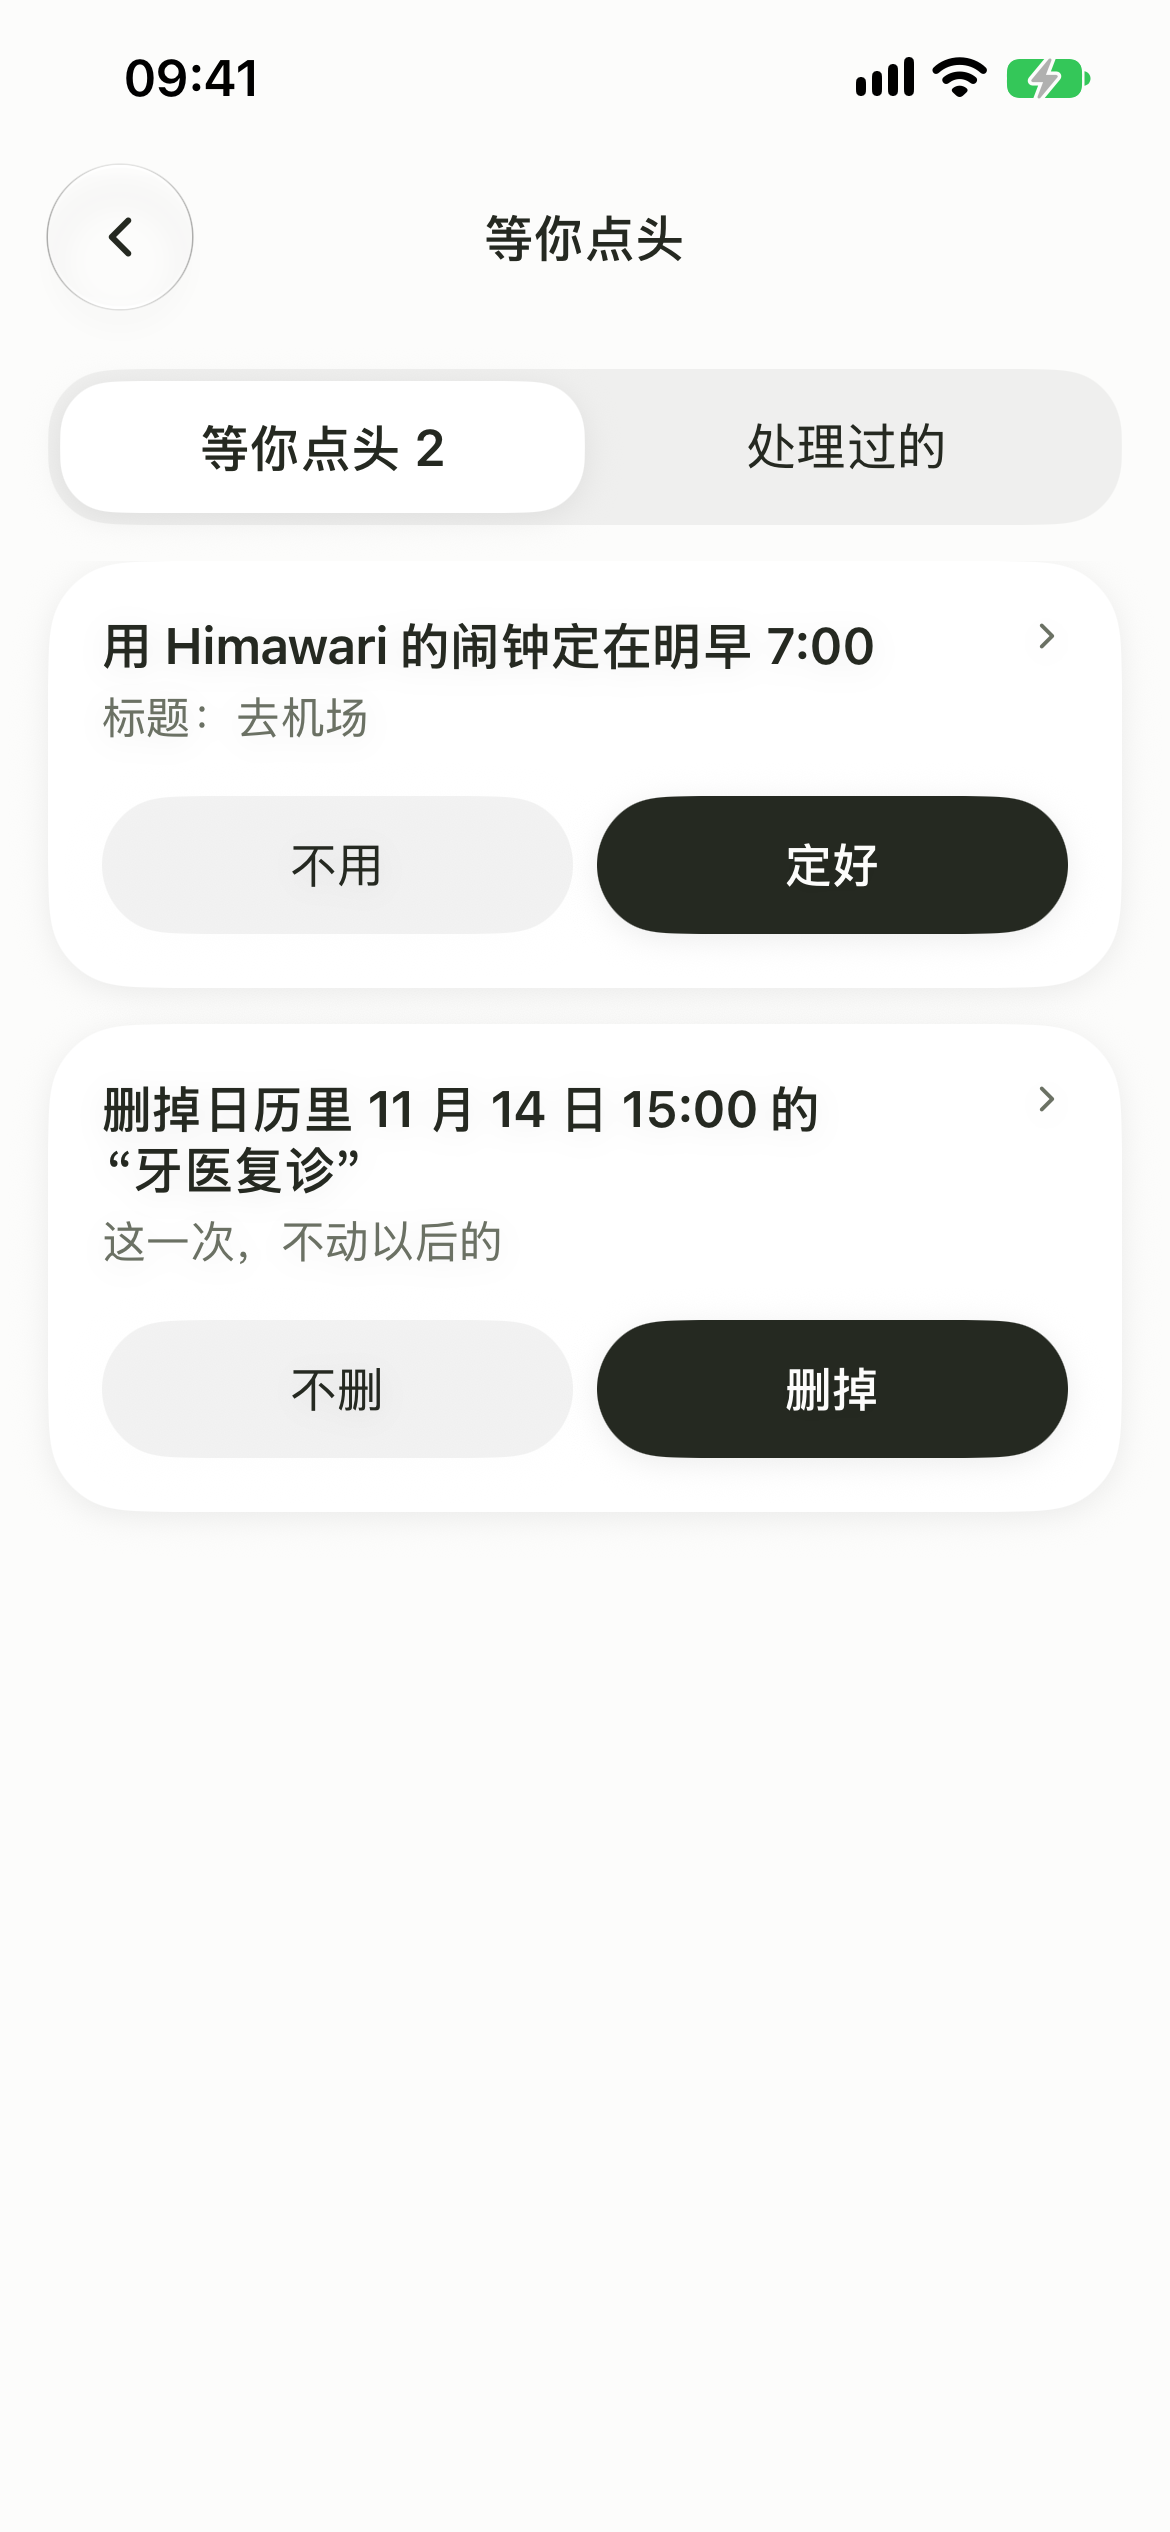 09:41
等你点头
等你点头 2
处理过的
用 Himawari 的闹钟定在明早 7:00
标题：去机场
不用
定好
删掉日历里 11 月 14 日 15:00 的
“牙医复诊”
这一次，不动以后的
不删
删掉